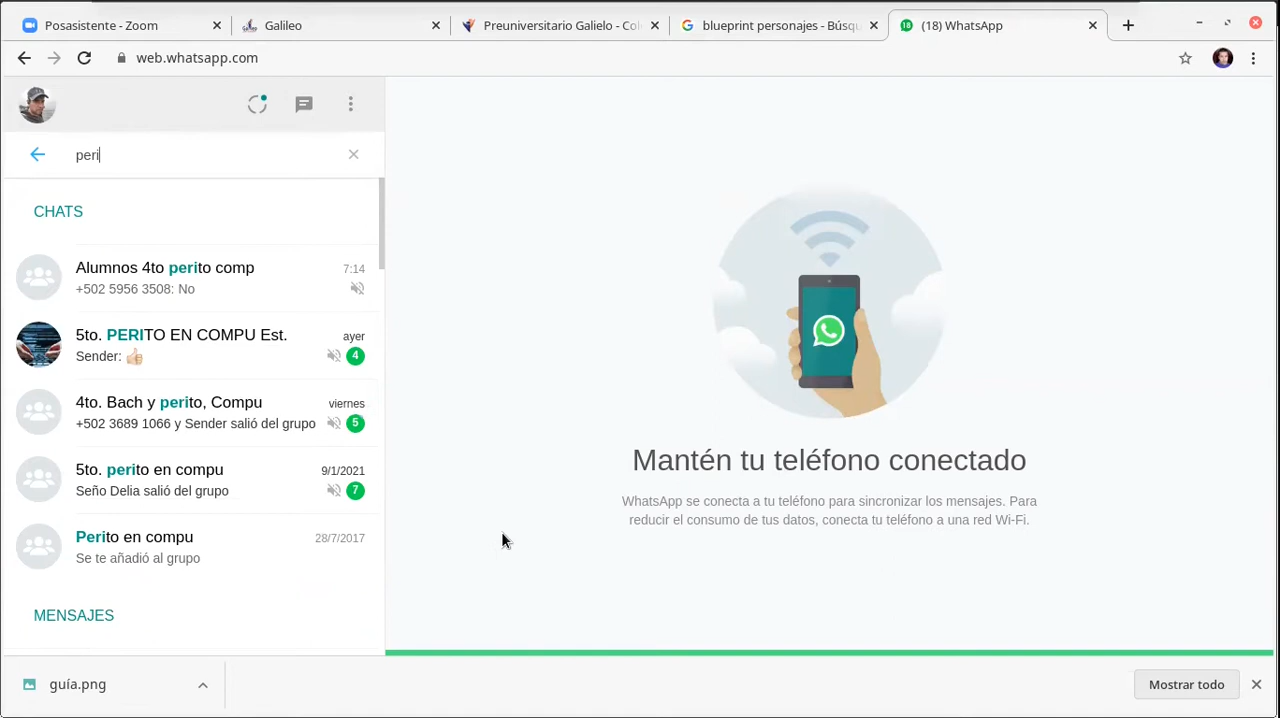 Posasistente - Zoom
Galileo
Preuniversitario Galielo - Col
blueprint personajes - Búsqu
(18) WhatsApp
web.whatsapp.com
peri
CHATS
Alumnos 4to perito comp
7:14
+502 5956 3508: No
5to. PERITO EN COMPU Est.
ayer
Sender: 👍🏻
4
4to. Bach y perito, Compu
viernes
+502 3689 1066 y Sender salió del grupo
5
5to. perito en compu
9/1/2021
Seño Delia salió del grupo
7
Perito en compu
28/7/2017
Se te añadió al grupo
MENSAJES
Mantén tu teléfono conectado
WhatsApp se conecta a tu teléfono para sincronizar los mensajes. Para
reducir el consumo de tus datos, conecta tu teléfono a una red Wi-Fi.
guía.png
Mostrar todo